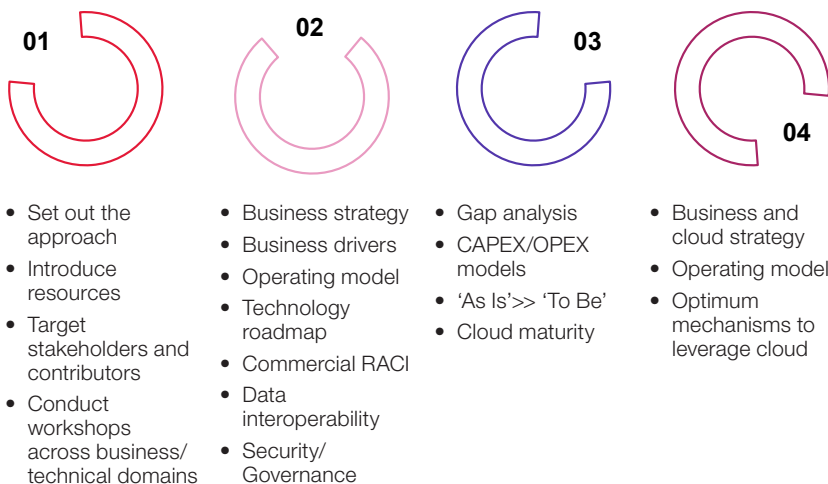 01
• Set out the
approach
• Introduce
resources
• Target
stakeholders and
contributors
• Conduct
workshops
across business/
technical domains
02
• Business strategy
• Business drivers
• Operating model
• Technology
roadmap
• Commercial RACI
• Data
interoperability
• Security/
Governance
03
• Gap analysis
• CAPEX/OPEX
models
• ‘As Is’>> ‘To Be’
• Cloud maturity
04
• Business and
cloud strategy
• Operating model
• Optimum
mechanisms to
leverage cloud